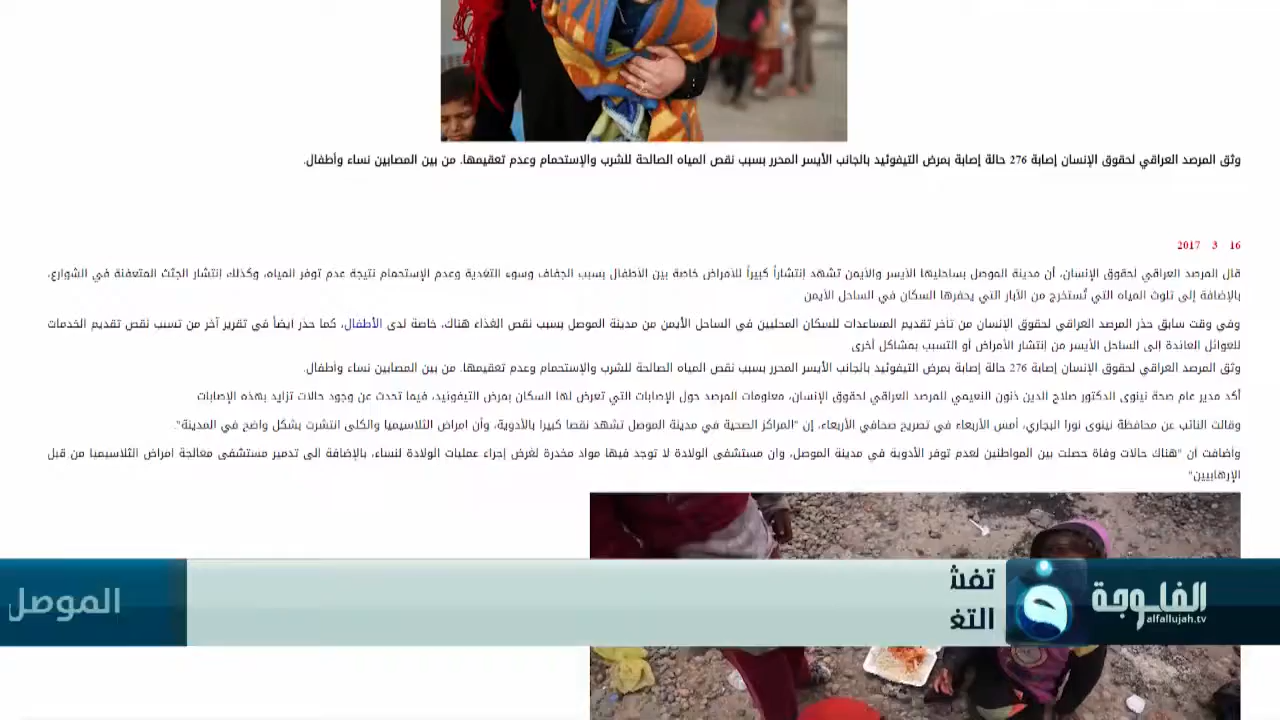 وثق المرصد العراقي لحقوق الإنسان إصابة 276 حالة إصابة بمرض التيفوئيد بالجانب الأيسر المحرر بسبب نقص المياه الصالحة للشرب والإستحمام وعدم تعقيمها. من بين المصابين نساء وأطفال.
16 3 2017
قال المرصد العراقي لحقوق الإنسان، أن مدينة الموصل بساحليها الأيسر والأيمن تشهد إنتشاراً كبيراً للأمراض خاصة بين الأطفال بسبب الجفاف وسوء التغذية وعدم الإستحمام نتيجة عدم توفر المياه، وكذلك إنتشار الجثث المتعفنة في الشوارع،
بالإضافة إلى تلوث المياه التي تُستخرج من الآبار التي يحفرها السكان في الساحل الأيمن
وفي وقت سابق حذر المرصد العراقي لحقوق الإنسان من تأخر تقديم المساعدات للسكان المحليين في الساحل الأيمن من مدينة الموصل بسبب نقص الغذاء هناك، خاصة لدى الأطفال، كما حذر ايضاً في تقرير آخر من تسبب نقص تقديم الخدمات
للعوائل العائدة إلى الساحل الأيسر من إنتشار الأمراض أو التسبب بمشاكل أخرى
وثق المرصد العراقي لحقوق الإنسان إصابة 276 حالة إصابة بمرض التيفوئيد بالجانب الأيسر المحرر بسبب نقص المياه الصالحة للشرب والإستحمام وعدم تعقيمها. من بين المصابين نساء وأطفال.
أكد مدير عام صحة نينوى الدكتور صلاح الدين ذنون النعيمي للمرصد العراقي لحقوق الإنسان، معلومات المرصد حول الإصابات التي تعرض لها السكان بمرض التيفوئيد، فيما تحدث عن وجود حالات تزايد بهذه الإصابات
وقالت النائب عن محافظة نينوى نورا البجاري، أمس الأربعاء في تصريح صحافي الأربعاء، إن "المراكز الصحية في مدينة الموصل تشهد نقصا كبيرا بالأدوية، وأن امراض الثلاسيميا والكلى انتشرت بشكل واضح في المدينة".
وأضافت أن "هناك حالات وفاة حصلت بين المواطنين لعدم توفر الأدوية في مدينة الموصل، وان مستشفى الولادة لا توجد فيها مواد مخدرة لغرض إجراء عمليات الولادة لنساء، بالإضافة الى تدمير مستشفى معالجة امراض الثلاسيميا من قبل
الإرهابيين"
تفش
التغ
الفلوجة
alfallujah.tv
الموصل